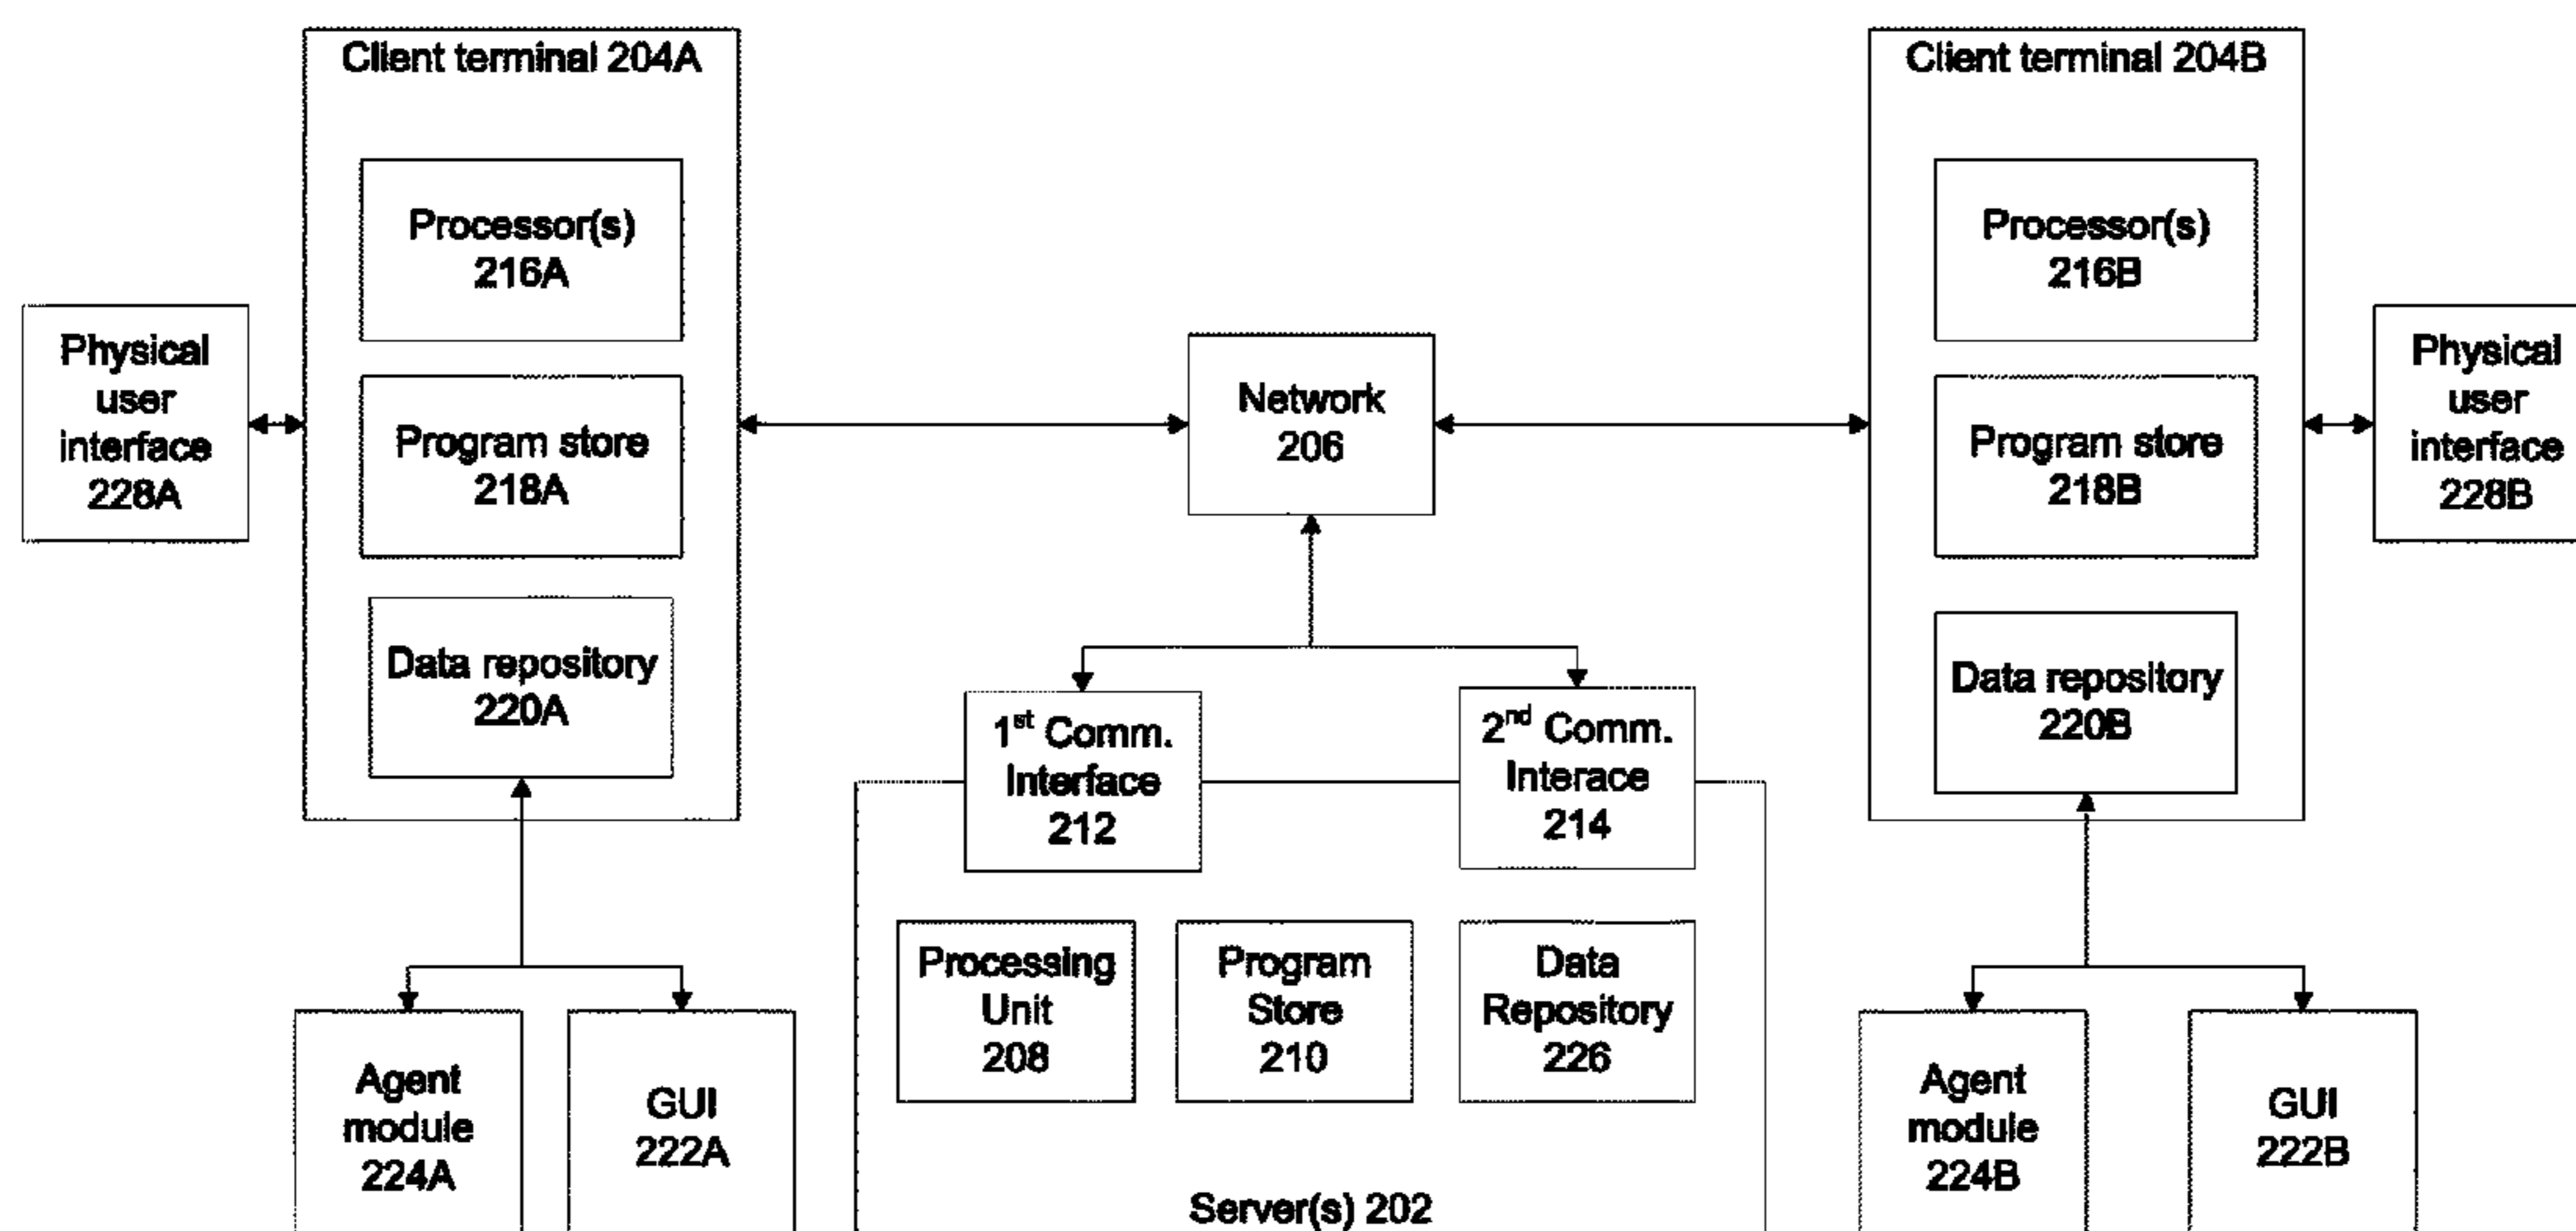 Client terminal 204A
Processor(s)
216A
Program store
218A
Data repository
220A
Physical
user
interface
228A
Agent
module
224A
GUI
222A
Network
206
1st Comm.
Interface
212
2nd Comm.
Interace
214
Processing
Unit
208
Program
Store
210
Data
Repository
226
Server(s) 202
Client terminal 204B
Processor(s)
216B
Program store
218B
Data repository
220B
Physical
user
interface
228B
Agent
module
224B
GUI
222B